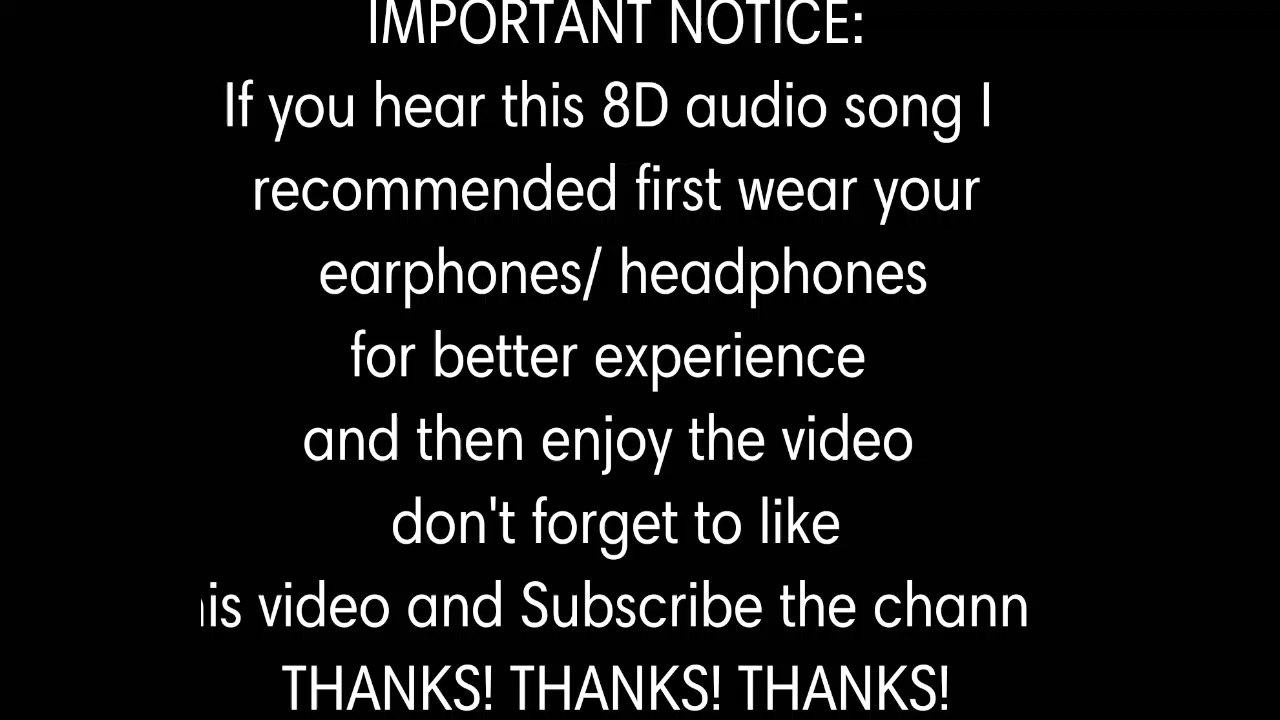 IMPORTANT NOTICE:
If you hear this 8D audio song I
recommended first wear your
earphones/ headphones
for better experience
and then enjoy the video
don't forget to like
his video and Subscribe the chann
THANKS! THANKS! THANKS!